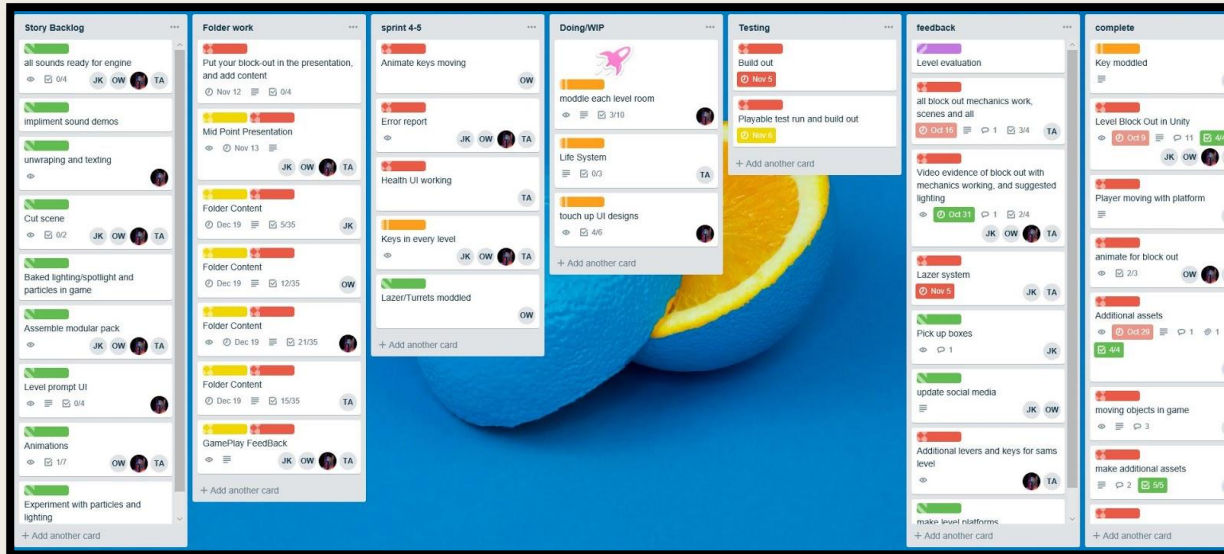 Story Backlog
all sounds ready for engine
0/4
JK OW TA
impliment sound demos
unwraping and texting
Cut scene
0/2
JK OW TA
Baked lighting/spotlight and
particles in game
Assemble modular pack
JK OW TA
Level prompt UI
0/4
Animations
1/7
OW TA
Experiment with particles and
lighting
+ Add another card
Folder work
Put your block-out in the presentation,
and add content
Nov 12 0/4
Mid Point Presentation
Nov 13
JK OW TA
Folder Content
Dec 19 5/35 JK
Folder Content
Dec 19 12/35 OW
Folder Content
Dec 19 21/35
Folder Content
Dec 19 15/35 TA
GamePlay FeedBack
JK OW TA
+ Add another card
sprint 4-5
Animate keys moving
OW
Error report
JK OW TA
Health UI working
TA
Keys in every level
JK OW TA
Lazer/Turrets moddled
OW
+ Add another card
Doing/WIP
moddie each level room
3/10
Life System
0/3
TA
touch up UI designs
4/6
+ Add another card
Testing
Build out
Nov 5
Playable test run and build out
Nov 6
+ Add another card
feedback
Level evaluation
all block out mechanics work,
scenes and all
Oct 16 1 3/4 TA
Video evidence of block out with
mechanics working, and suggested
lighting
Oct 31 1 2/4
JK OW TA
Lazer system
Nov 5 JK TA
Pick up boxes
1 JK
update social media
JK OW
Additional levers and keys for sams
level
TA
make level platforms
+ Add another card
complete
Key moddled
Level Block Out in Unity
Oct 9 11 4/4
JK OW
Player moving with platform
animate for block out
2/3
OW
Additional assets
Oct 29 1 1
4/4
moving objects in game
3
make additional assets
2 5/5
+ Add another card